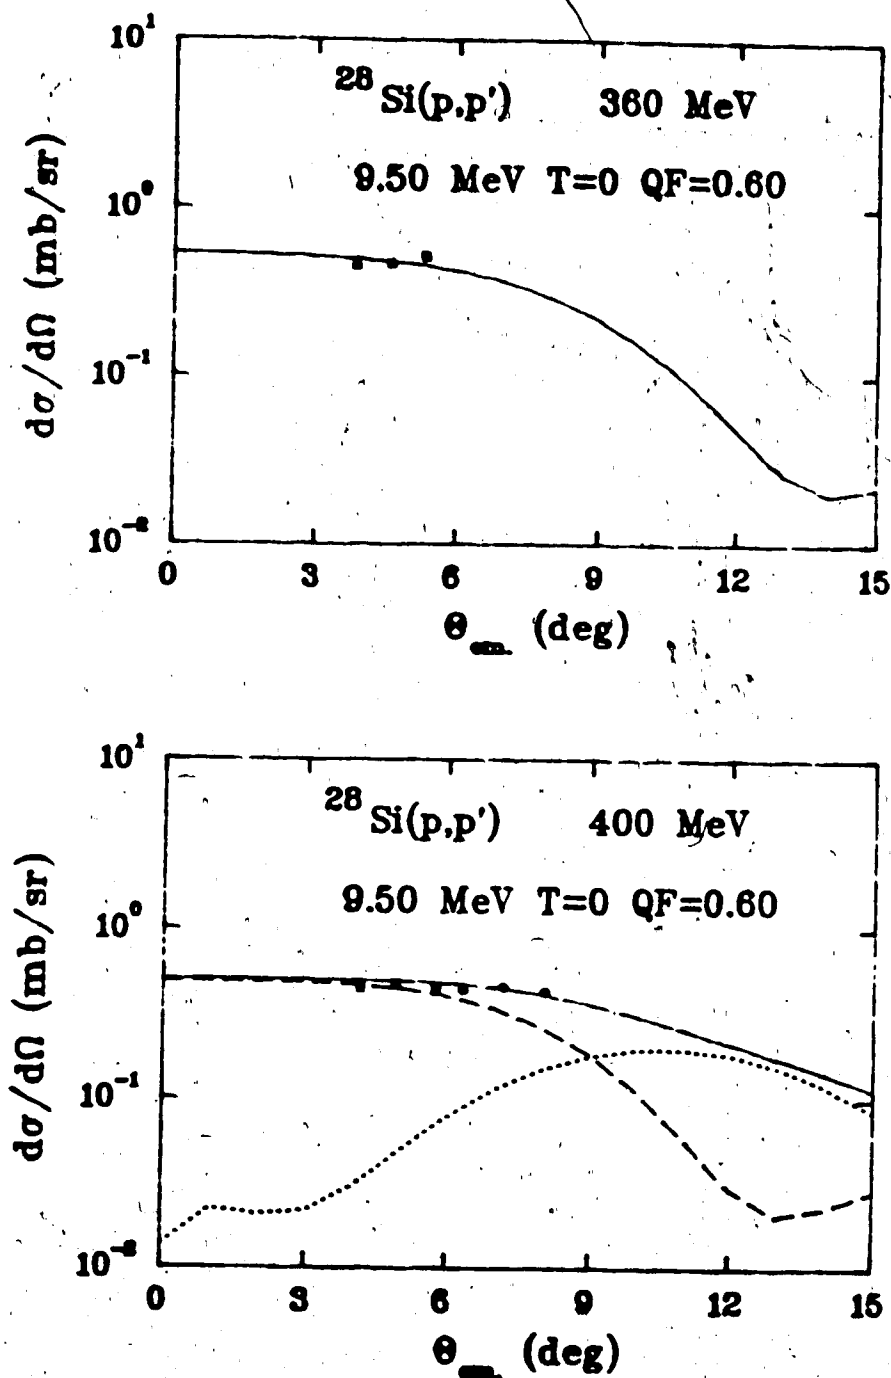 10¹
²⁸Si(p,p') 360 MeV
9.50 MeV T=0 QF=0.60
10⁰
dσ/dΩ (mb/sr)
10⁻¹
10⁻²
0 3 6 9 12 15
Θcm. (deg)
10¹
²⁸Si(p,p') 400 MeV
9.50 MeV T=0 QF=0.60
10⁰
dσ/dΩ (mb/sr)
10⁻¹
10⁻²
0 3 6 9 12 15
Θcm. (deg)